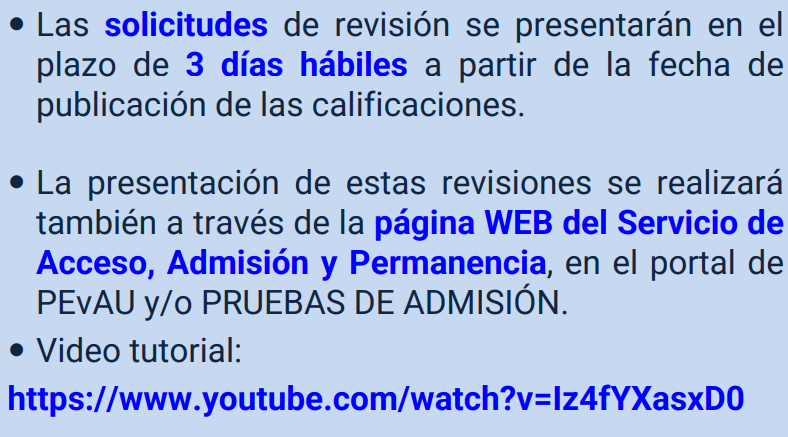 • Las solicitudes de revisión se presentarán en el
plazo de 3 días hábiles a partir de la fecha de
publicación de las calificaciones.
• La presentación de estas revisiones se realizará
también a través de la página WEB del Servicio de
Acceso, Admisión y Permanencia, en el portal de
PEvAU y/o PRUEBAS DE ADMISIÓN.
• Video tutorial:
https://www.youtube.com/watch?v=Iz4fYXasxD0